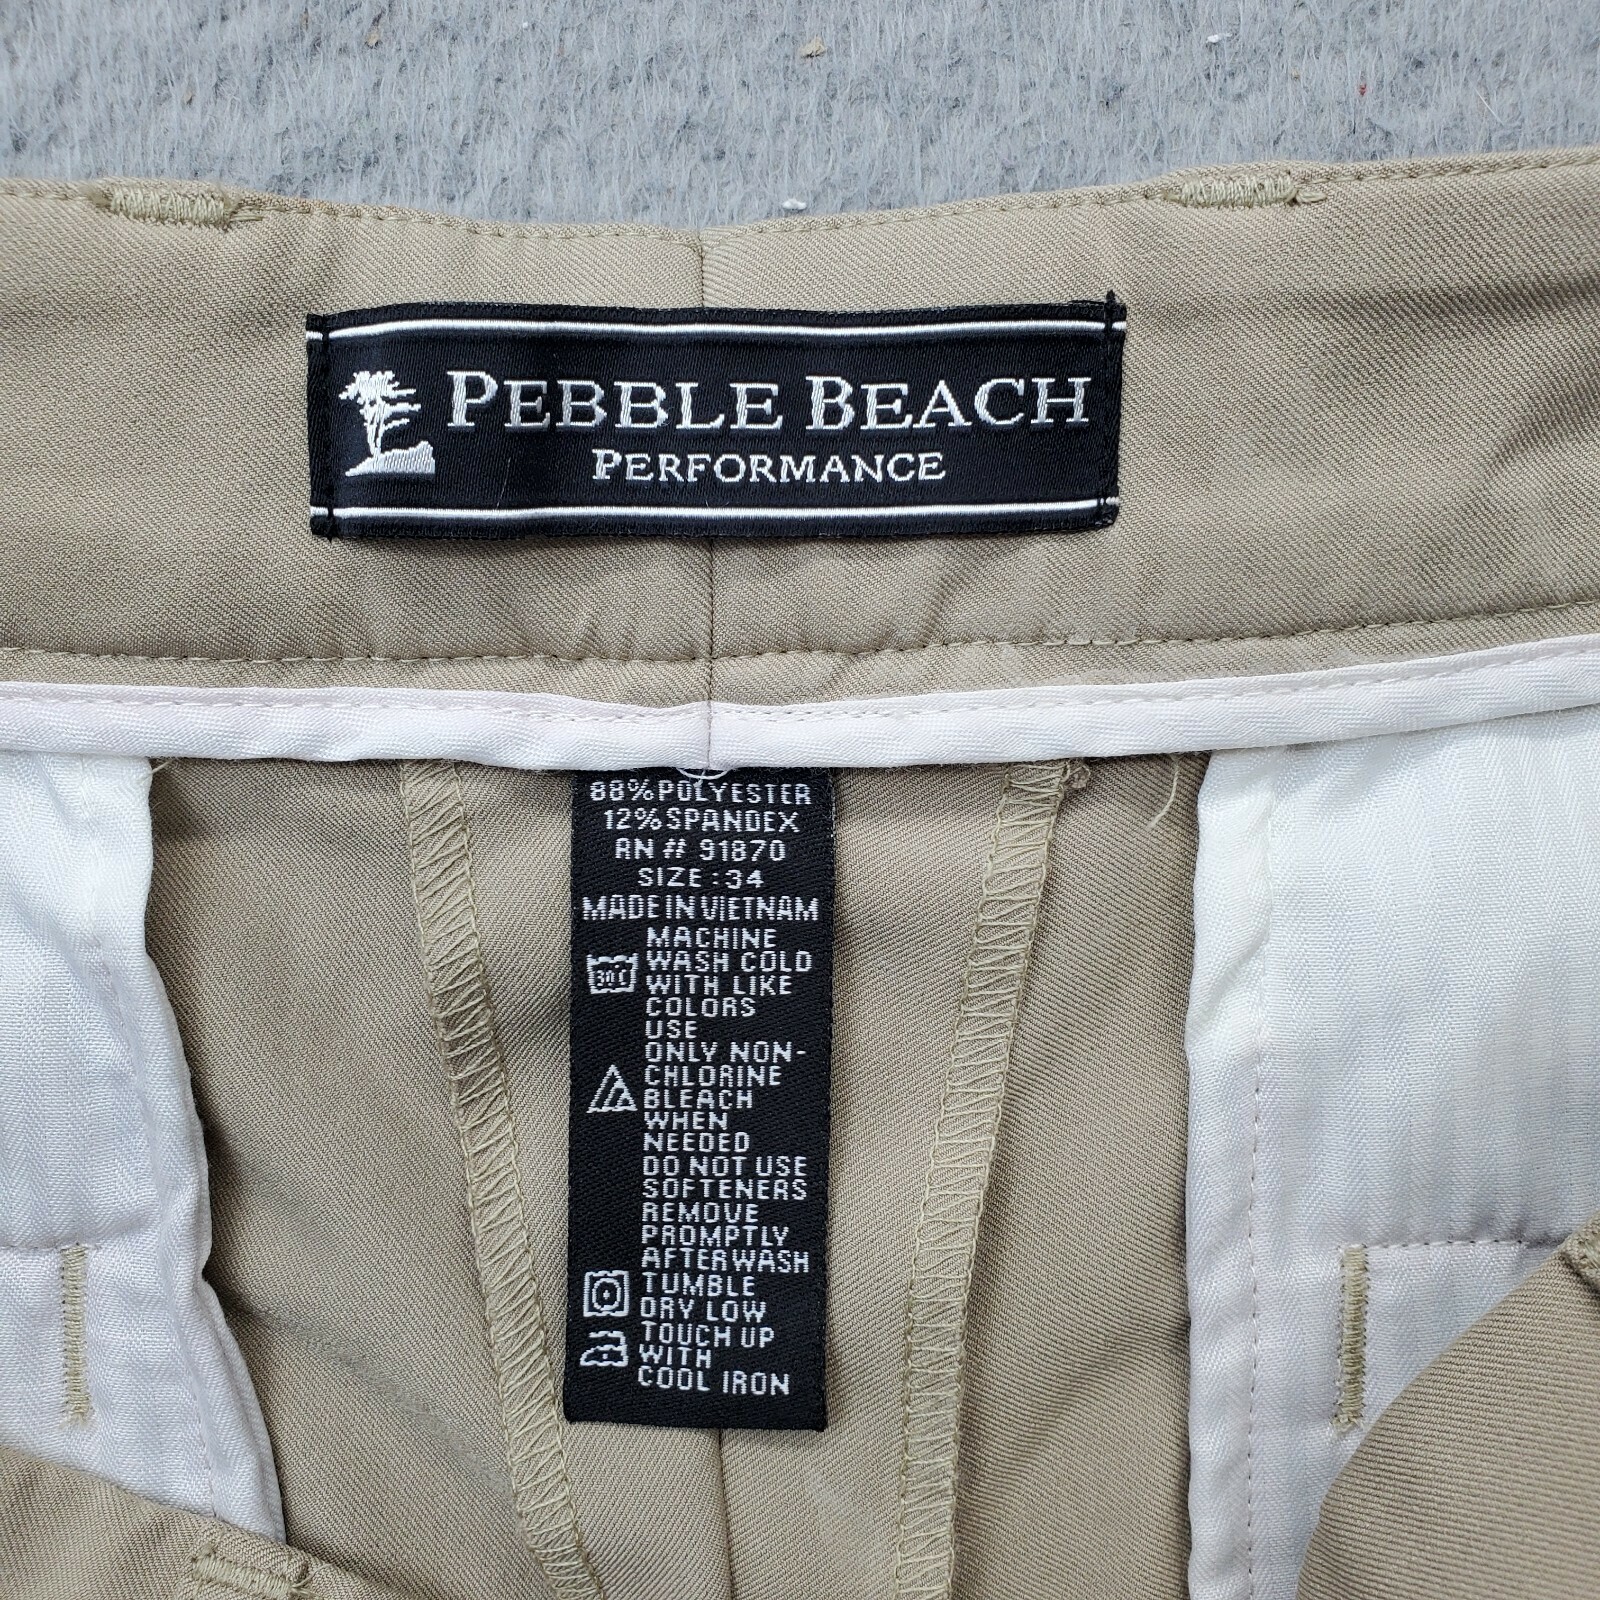 PEBBLE BEACH
PERFORMANCE
88% POLYESTER
12% SPANDEX
RN # 91870
SIZE : 34
MADE IN VIETNAM
MACHINE
WASH COLD
30C
WITH LIKE
COLORS
USE
ONLY NON-
CHLORINE
BLEACH
WHEN
NEEDED
DO NOT USE
SOFTENERS
REMOVE
PROMPTLY
AFTER WASH
TUMBLE
DRY LOW
TOUCH UP
WITH
COOL IRON